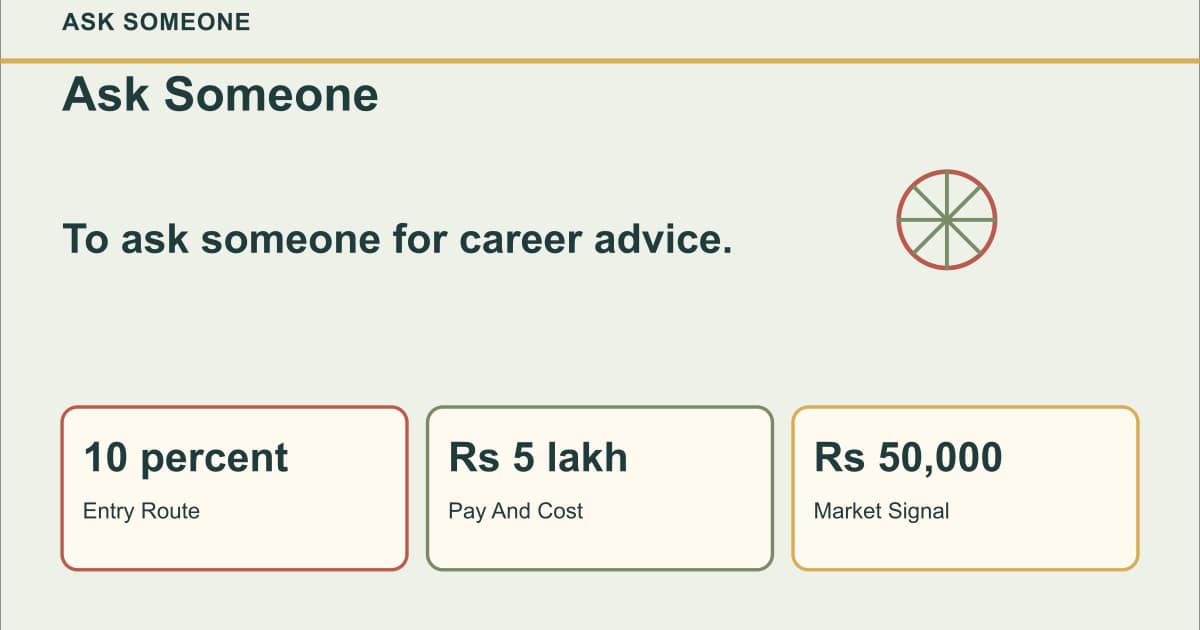 ASK SOMEONE
Ask Someone
To ask someone for career advice.
10 percent
Entry Route
Rs 5 lakh
Pay And Cost
Rs 50,000
Market Signal